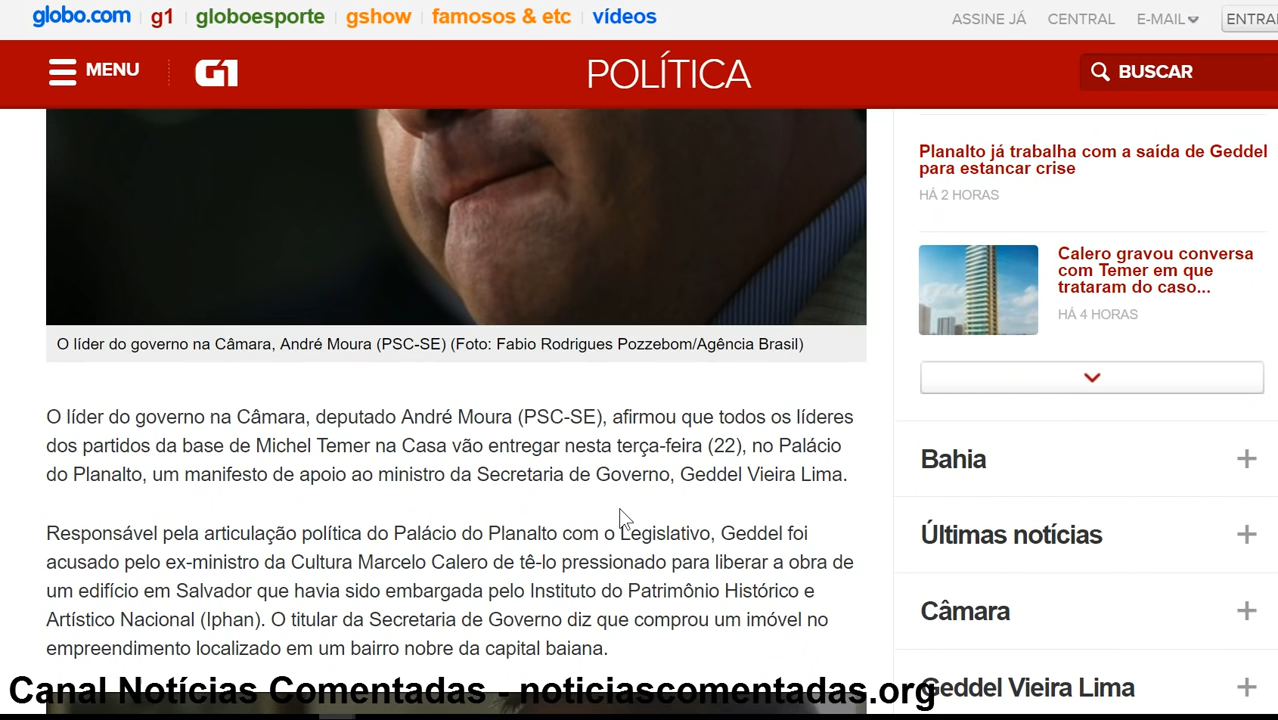 globo.com g1 globoesporte gshow famosos & etc vídeos ASSINE JÁ CENTRAL E-MAIL ENTRAR
MENU G1 POLÍTICA BUSCAR
O líder do governo na Câmara, André Moura (PSC-SE) (Foto: Fabio Rodrigues Pozzebom/Agência Brasil)
O líder do governo na Câmara, deputado André Moura (PSC-SE), afirmou que todos os líderes
dos partidos da base de Michel Temer na Casa vão entregar nesta terça-feira (22), no Palácio
do Planalto, um manifesto de apoio ao ministro da Secretaria de Governo, Geddel Vieira Lima.
Responsável pela articulação política do Palácio do Planalto com o Legislativo, Geddel foi
acusado pelo ex-ministro da Cultura Marcelo Calero de tê-lo pressionado para liberar a obra de
um edifício em Salvador que havia sido embargada pelo Instituto do Patrimônio Histórico e
Artístico Nacional (Iphan). O titular da Secretaria de Governo diz que comprou um imóvel no
empreendimento localizado em um bairro nobre da capital baiana.
Planalto já trabalha com a saída de Geddel
para estancar crise
HÁ 2 HORAS
Calero gravou conversa
com Temer em que
trataram do caso...
HÁ 4 HORAS
Bahia
Últimas notícias
Câmara
Geddel Vieira Lima
Canal Notícias Comentadas - noticiascomentadas.org